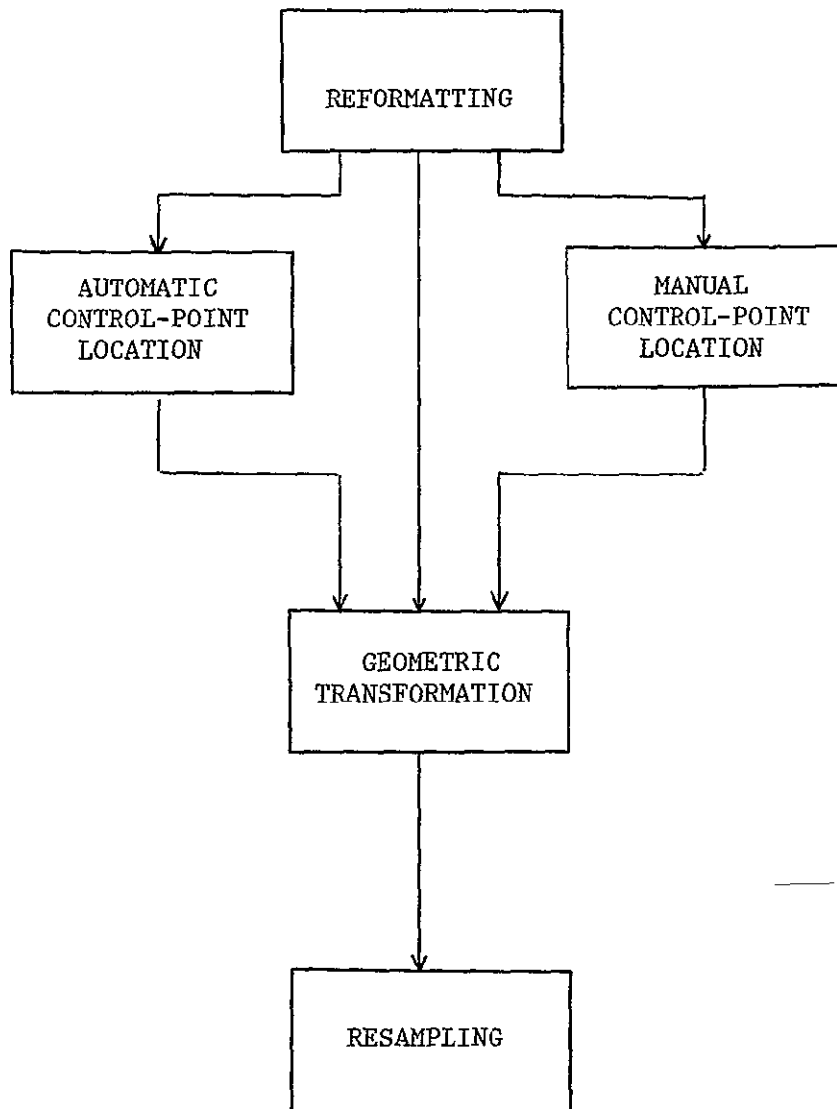 REFORMATTING
AUTOMATIC
CONTROL-POINT
LOCATION
MANUAL
CONTROL-POINT
LOCATION
GEOMETRIC
TRANSFORMATION
RESAMPLING